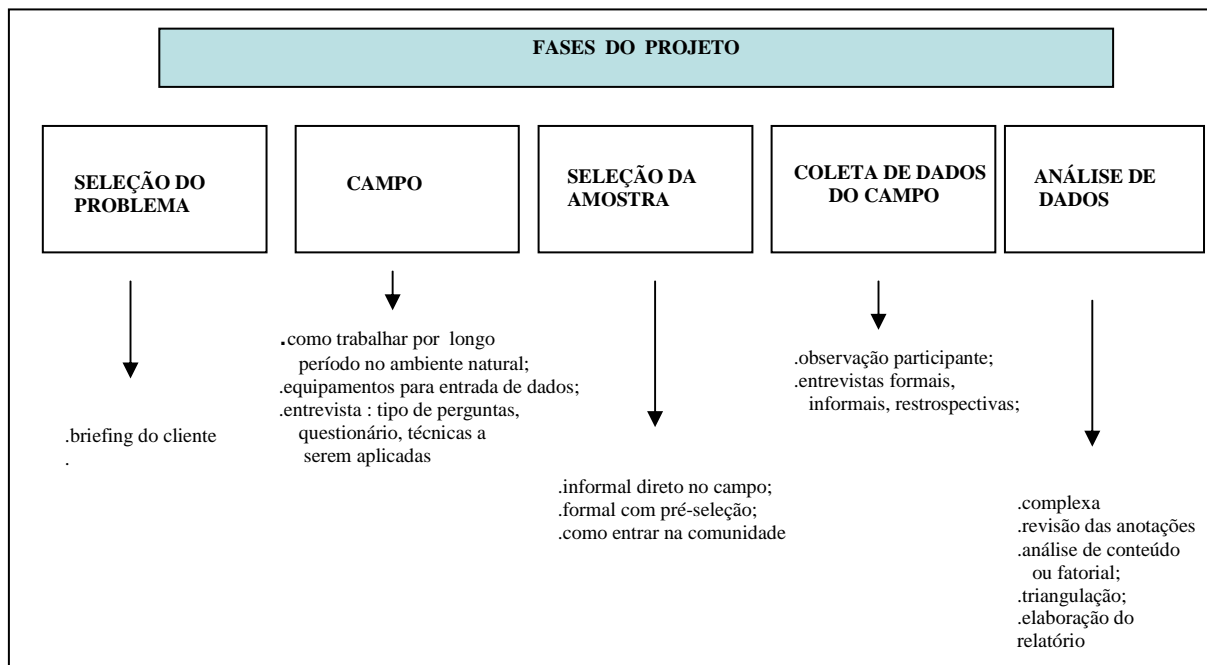 FASES DO PROJETO
SELEÇÃO DO
PROBLEMA
CAMPO
SELEÇÃO DA
AMOSTRA
COLETA DE DADOS
DO CAMPO
ANÁLISE DE
DADOS
.briefing do cliente
.
.como trabalhar por longo
período no ambiente natural;
.equipamentos para entrada de dados;
.entrevista : tipo de perguntas,
questionário, técnicas a
serem aplicadas
.informal direto no campo;
.formal com pré-seleção;
.como entrar na comunidade
.observação participante;
.entrevistas formais,
informais, restrospectivas;
.complexa
.revisão das anotações
.análise de conteúdo
ou fatorial;
.triangulação;
.elaboração do
relatório